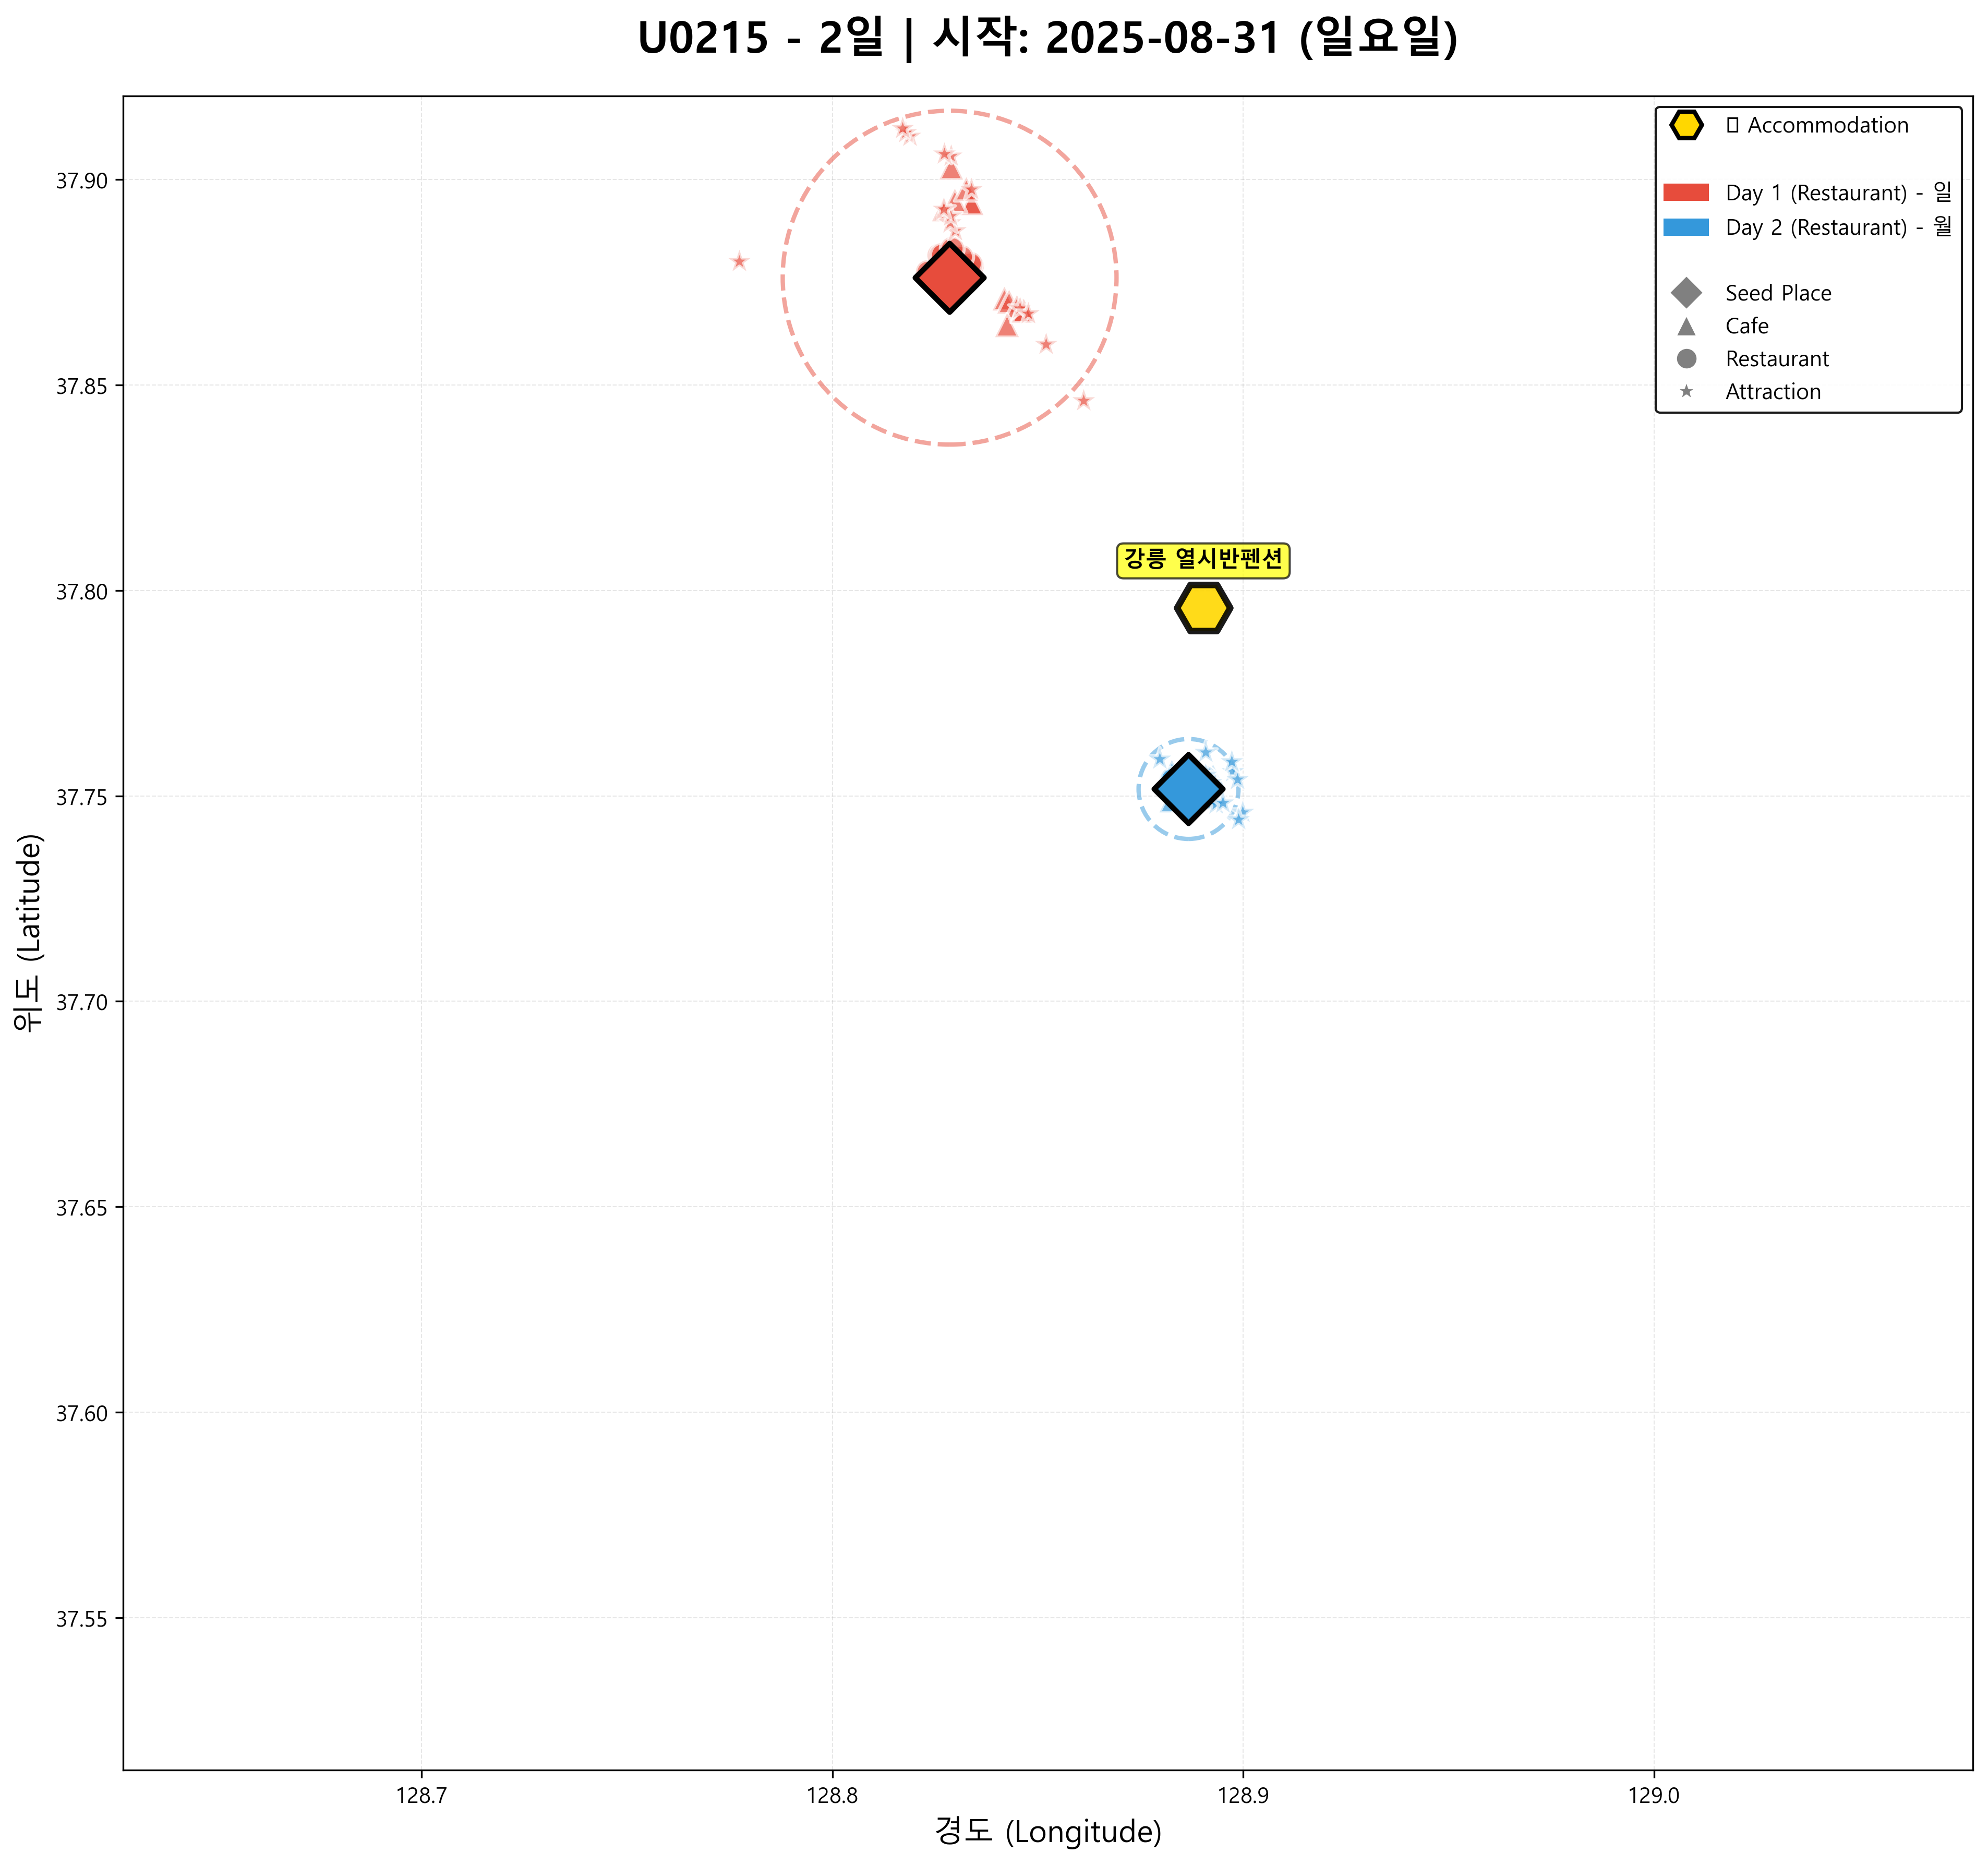 U0215 - 2일 | 시작: 2025-08-31 (일요일)
Accommodation
Day 1 (Restaurant) - 일
Day 2 (Restaurant) - 월
Seed Place
Cafe
Restaurant
Attraction
강릉 열시반펜션
37.90
37.85
37.80
37.75
37.70
37.65
37.60
37.55
위도 (Latitude)
128.7
128.8
128.9
129.0
경도 (Longitude)